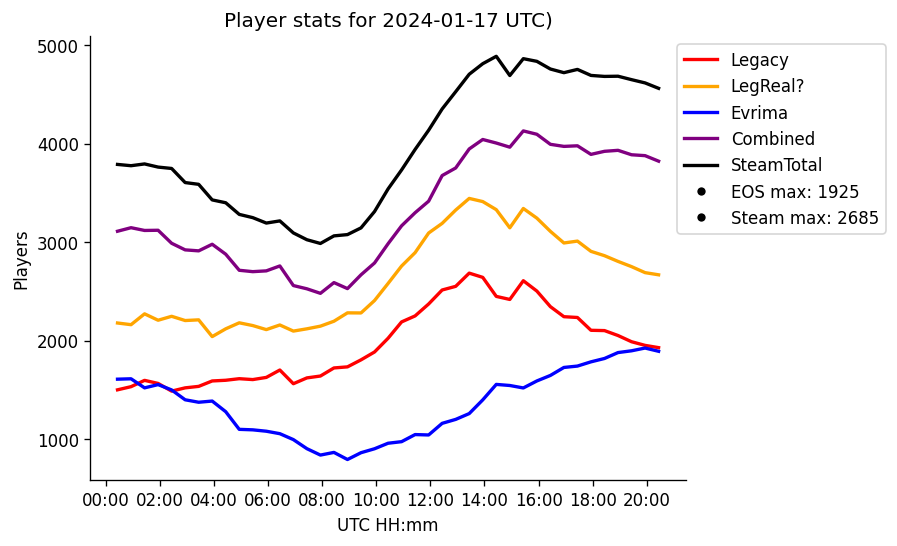 Player stats for 2024-01-17 UTC)
5000
4000
3000
2000
1000
Players
00:00 02:00 04:00 06:00 08:00 10:00 12:00 14:00 16:00 18:00 20:00
UTC HH:mm
Legacy
LegReal?
Evrima
Combined
SteamTotal
EOS max: 1925
Steam max: 2685